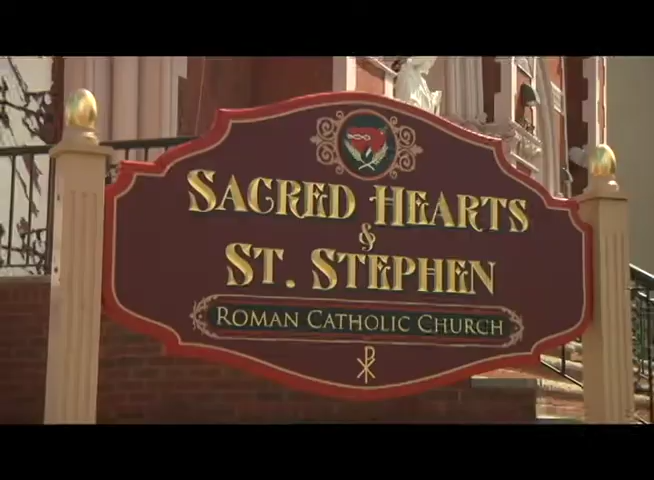 SACRED HEARTS
&
ST. STEPHEN
ROMAN CATHOLIC CHURCH